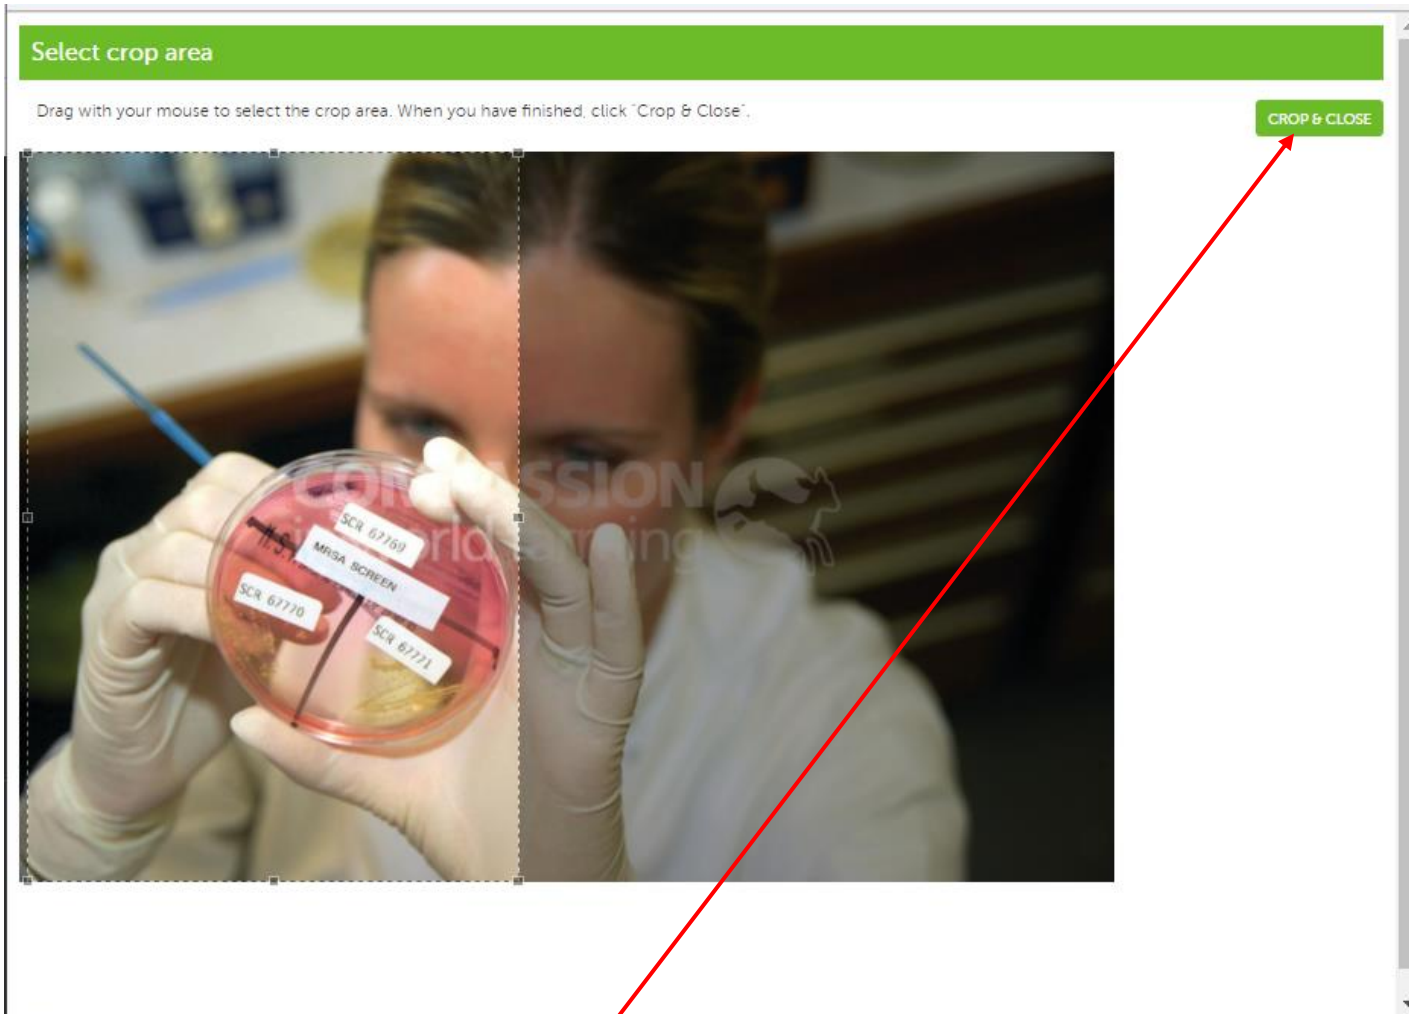 Select crop area
Drag with your mouse to select the crop area. When you have finished, click "Crop & Close".
CROP & CLOSE
COMPASSION
in world farming
SCR 67769
MRSA SCREEN
SCR 67770
SCR 67771